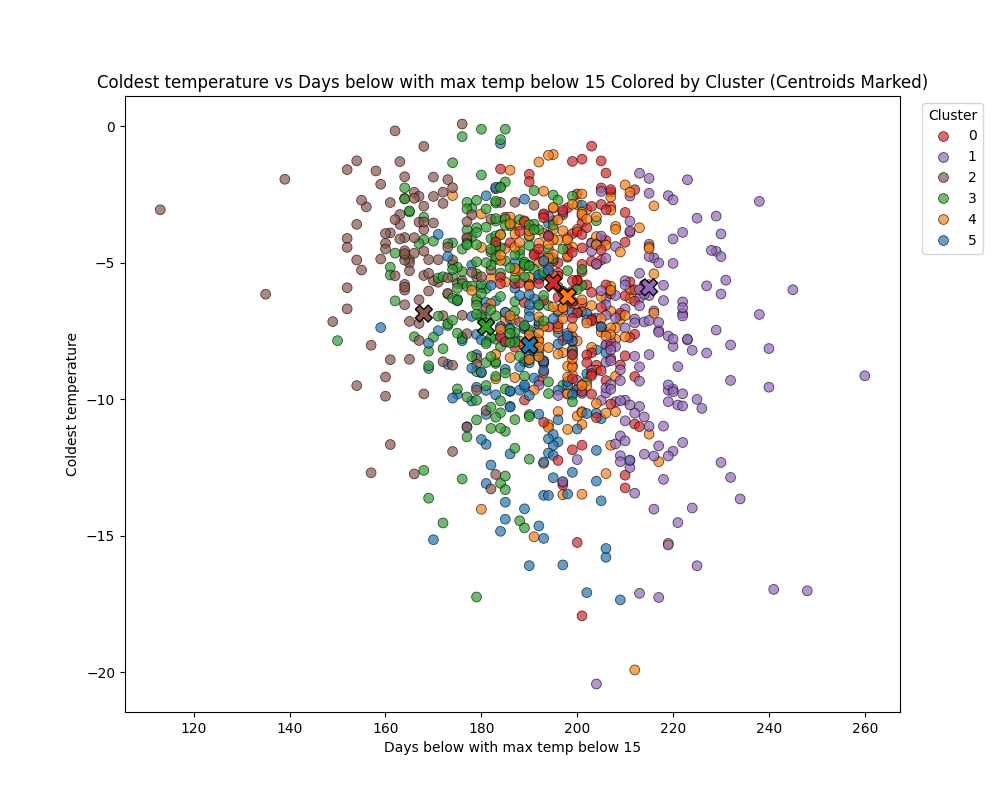 Coldest temperature vs Days below with max temp below 15 Colored by Cluster (Centroids Marked)
Cluster
0
1
2
3
4
5
Coldest temperature
0
−5
−10
−15
−20
120 140 160 180 200 220 240 260
Days below with max temp below 15